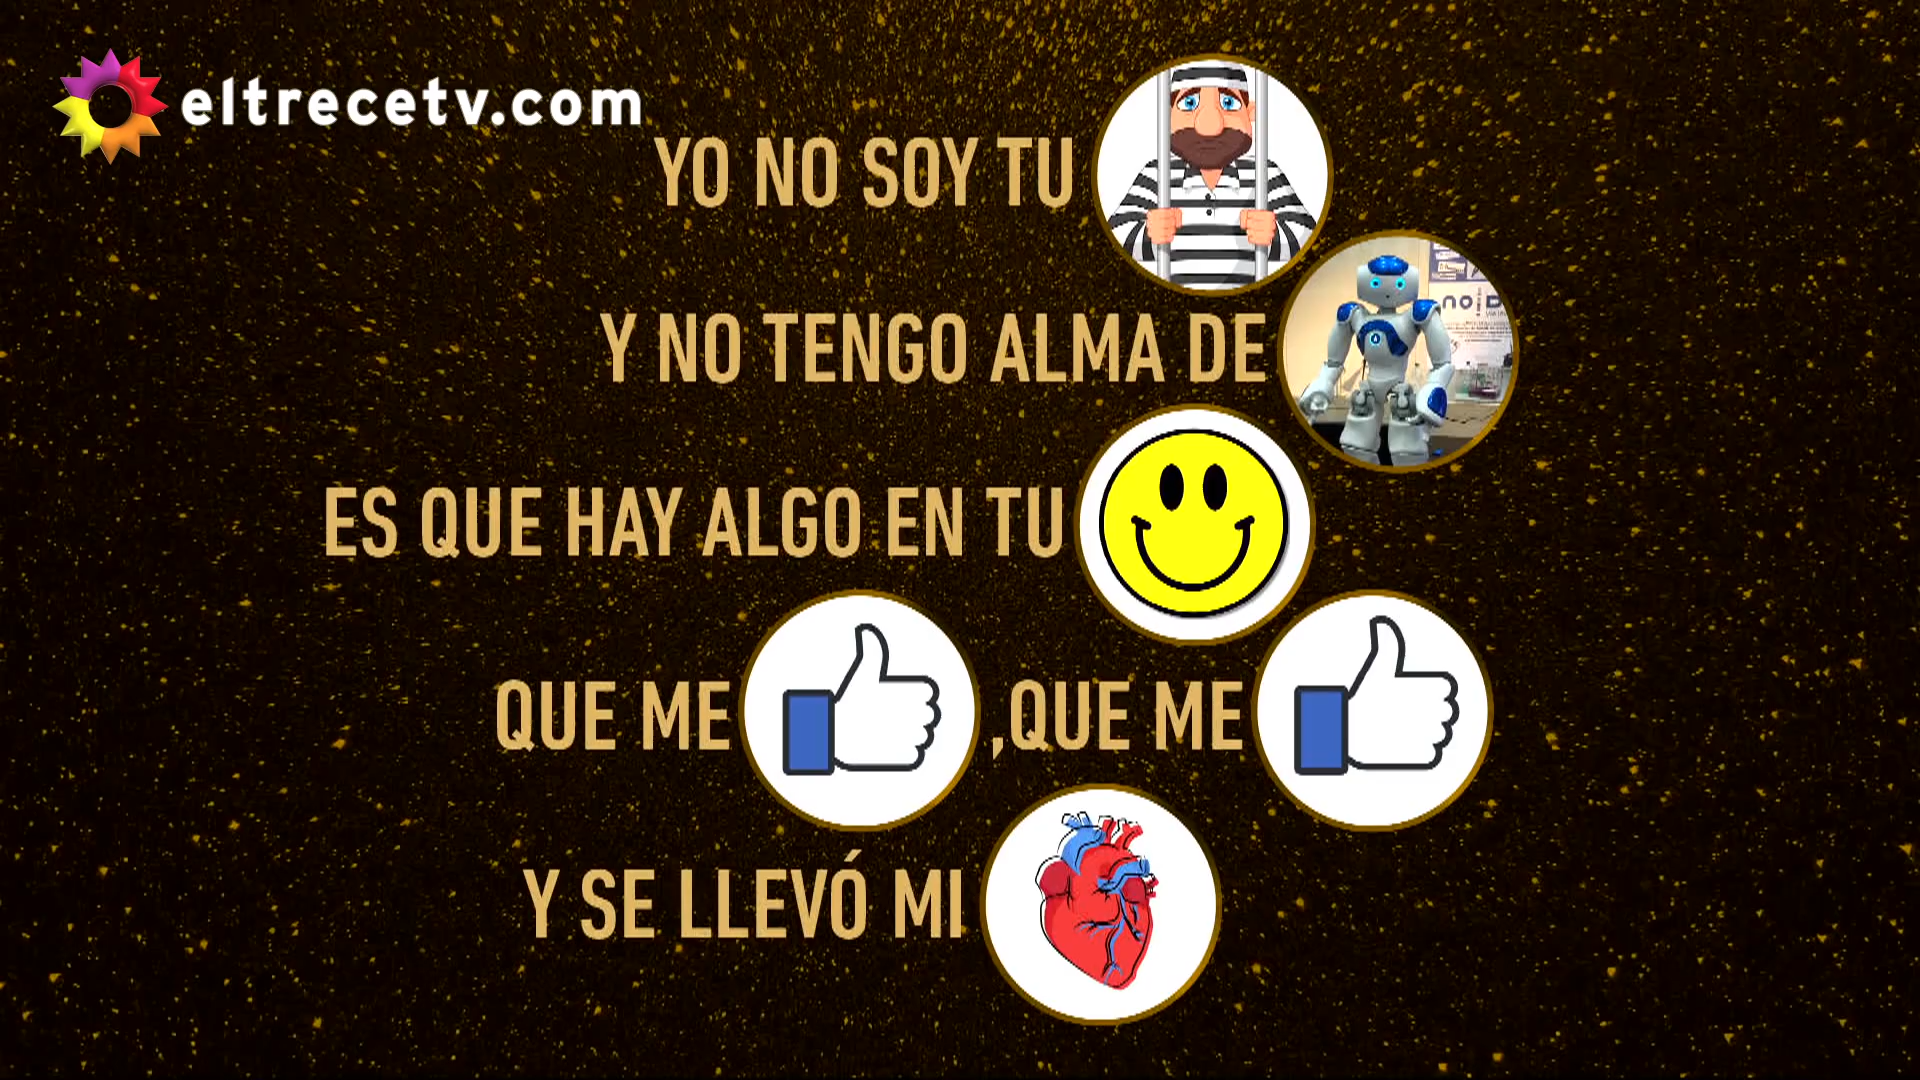 eltrecetv.com
YO NO SOY TU
Y NO TENGO ALMA DE
no
ES QUE HAY ALGO EN TU
QUE ME ,QUE ME
Y SE LLEVÓ MI